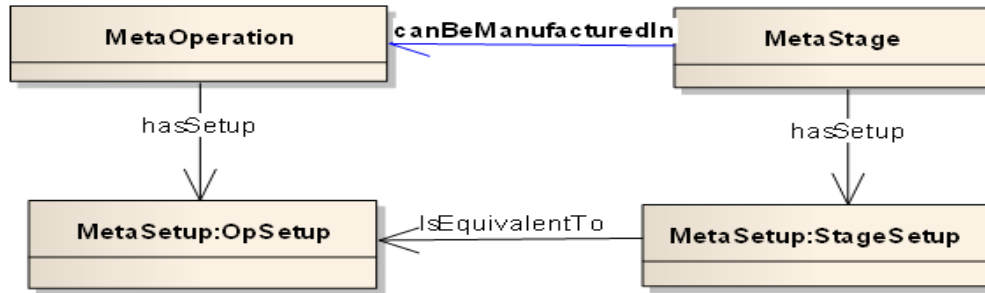 MetaOperation
canBeManufacturedIn
MetaStage
hasSetup
hasSetup
MetaSetup:OpSetup
IsEquivalentTo
MetaSetup:StageSetup